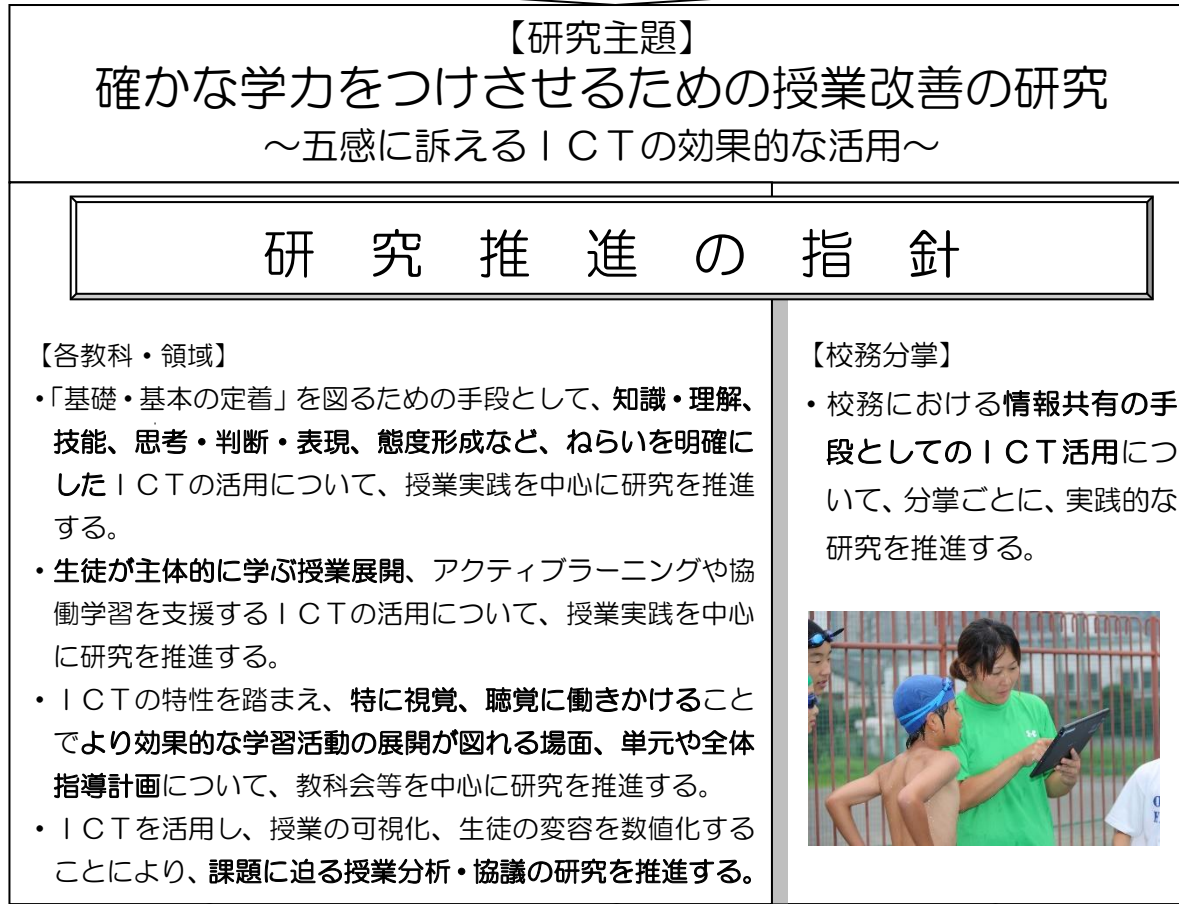 【研究主題】
確かな学力をつけさせるための授業改善の研究
～五感に訴えるＩＣＴの効果的な活用～
研究推進の指針
【各教科・領域】
・「基礎・基本の定着」を図るための手段として、知識・理解、
技能、思考・判断・表現、態度形成など、ねらいを明確に
したＩＣＴの活用について、授業実践を中心に研究を推進
する。
・生徒が主体的に学ぶ授業展開、アクティブラーニングや協
働学習を支援するＩＣＴの活用について、授業実践を中心
に研究を推進する。
・ＩＣＴの特性を踏まえ、特に視覚、聴覚に働きかけること
でより効果的な学習活動の展開が図れる場面、単元や全体
指導計画について、教科会等を中心に研究を推進する。
・ＩＣＴを活用し、授業の可視化、生徒の変容を数値化する
ことにより、課題に迫る授業分析・協議の研究を推進する。
【校務分掌】
・校務における情報共有の手
段としてのＩＣＴ活用につ
いて、分掌ごとに、実践的な
研究を推進する。